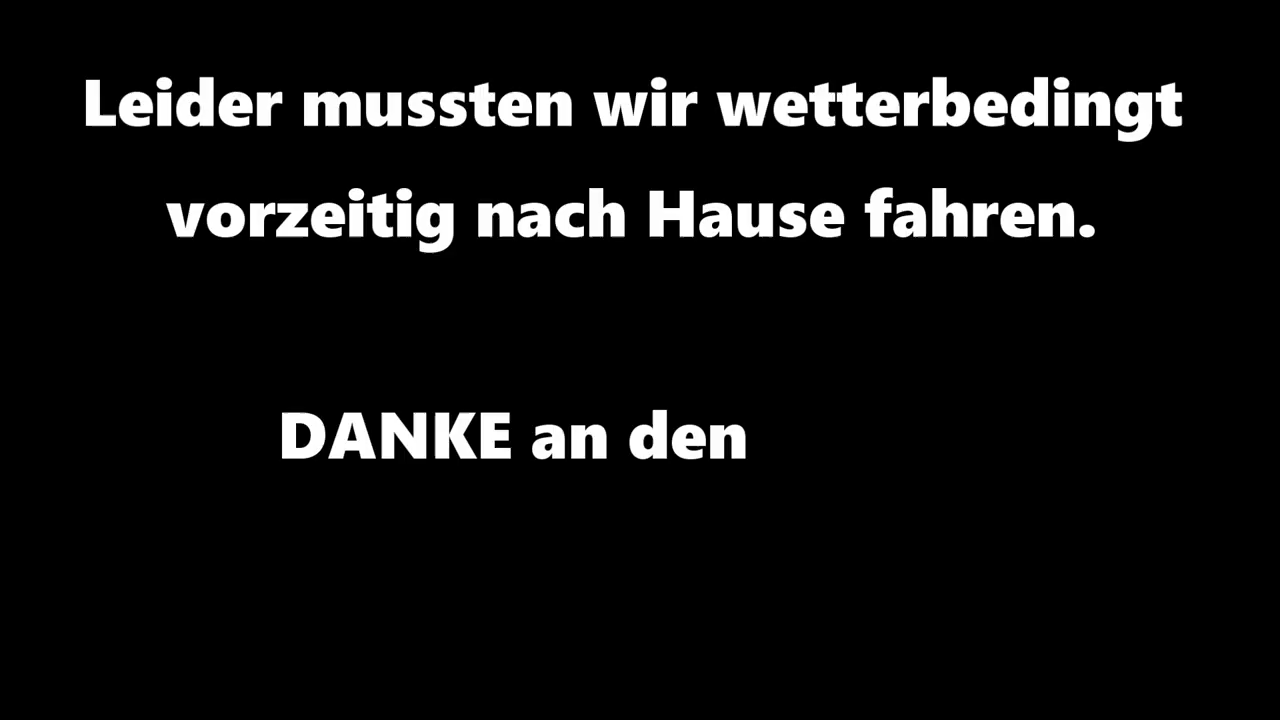 Leider mussten wir wetterbedingt
vorzeitig nach Hause fahren.
DANKE an den